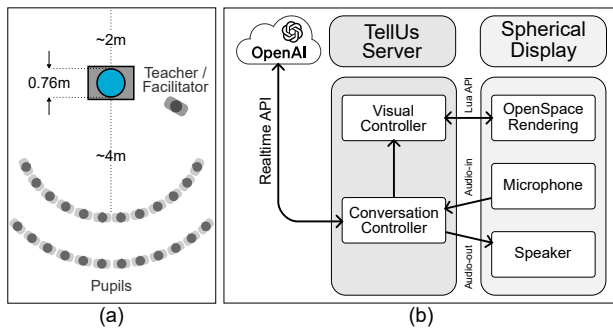 ~2m
0.76m
Teacher /
Facilitator
~4m
Pupils
(a)
OpenAI
Realtime API
TellUs
Server
Visual
Controller
Conversation
Controller
Lua API
Audio-in
Audio-out
Spherical
Display
OpenSpace
Rendering
Microphone
Speaker
(b)